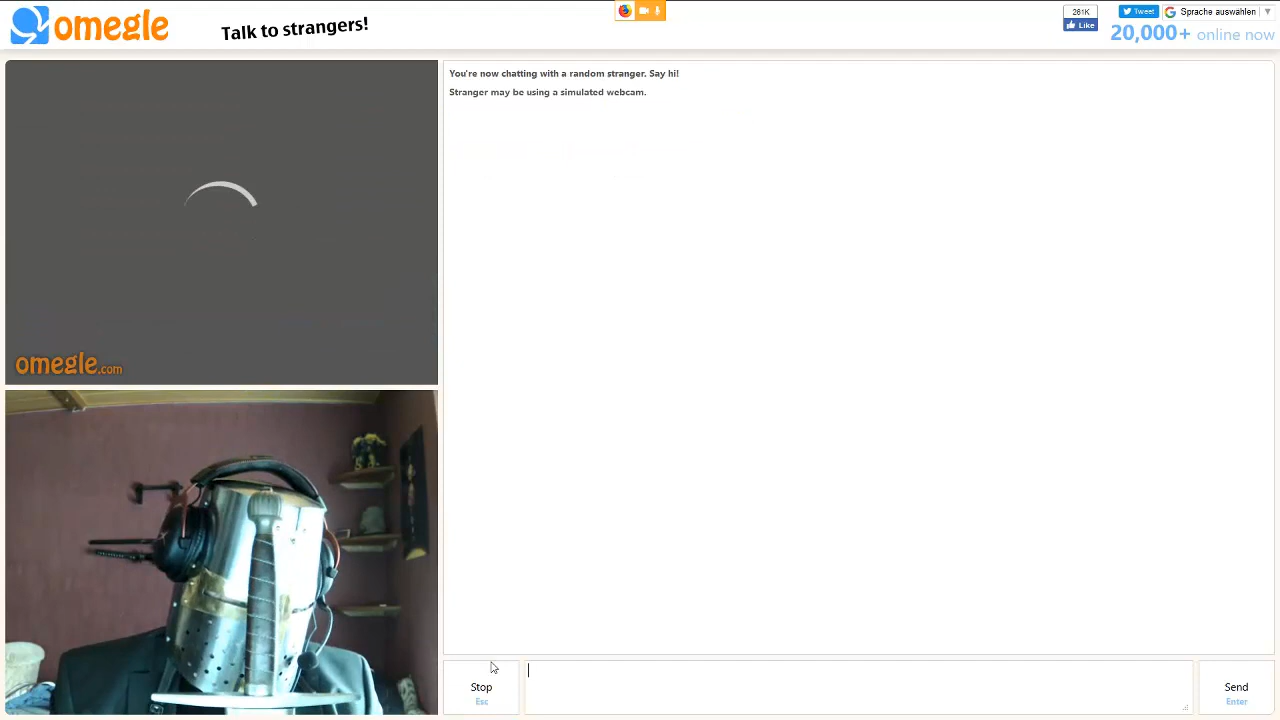 omegle
Talk to strangers!
281K
Like
Tweet
Sprache auswählen
20,000+ online now
You're now chatting with a random stranger. Say hi!
Stranger may be using a simulated webcam.
omegle.com
Stop
Esc
Send
Enter